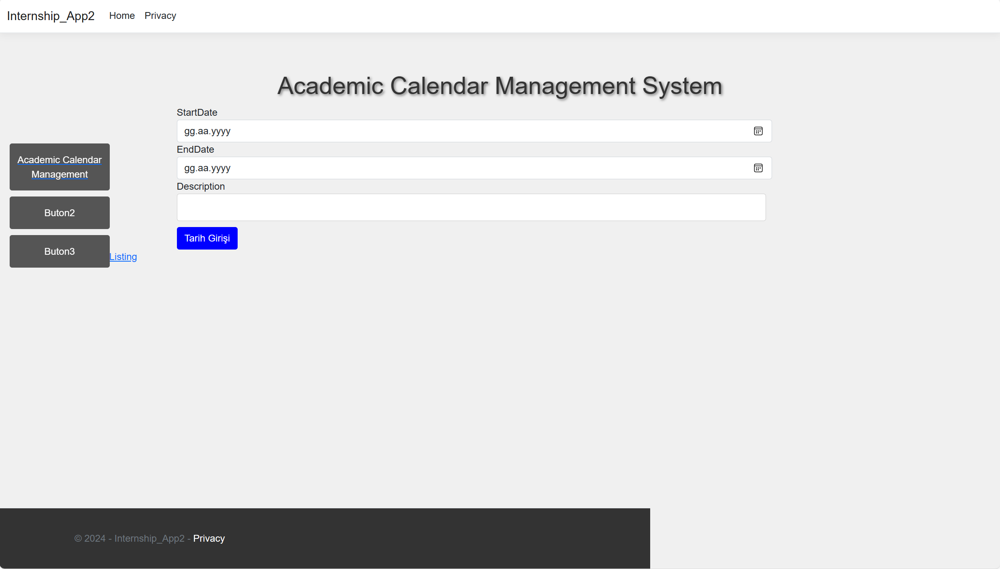 Internship_App2 Home Privacy
Academic Calendar Management System
StartDate
gg.aa.yyyy
EndDate
gg.aa.yyyy
Description
Tarih Girişi
Academic Calendar
Management
Buton2
Buton3
Listing
© 2024 - Internship_App2 - Privacy